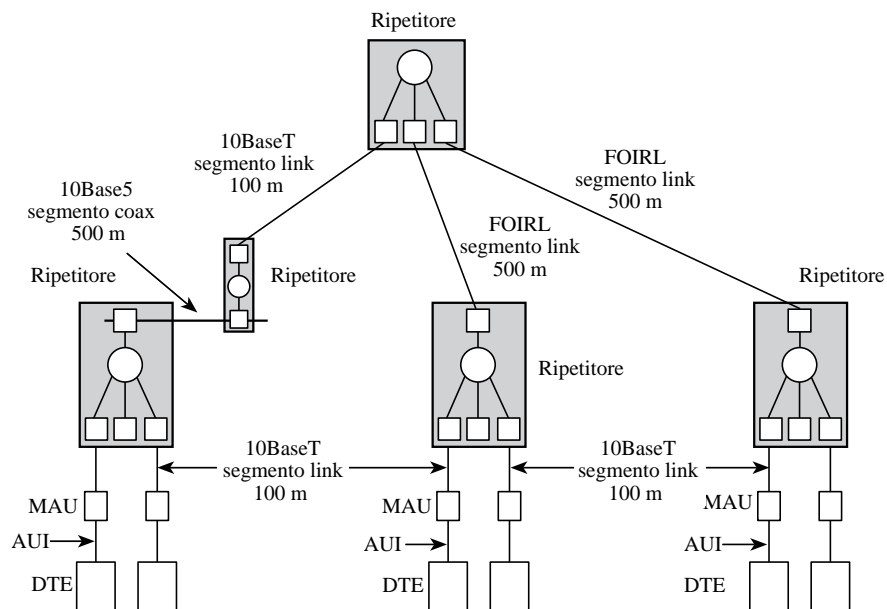 Ripetitore
10BaseT
segmento link
100 m
FOIRL
segmento link
500 m
10Base5
segmento coax
500 m
FOIRL
segmento link
500 m
Ripetitore
Ripetitore
Ripetitore
Ripetitore
10BaseT
segmento link
100 m
10BaseT
segmento link
100 m
MAU
MAU
MAU
AUI
AUI
AUI
DTE
DTE
DTE